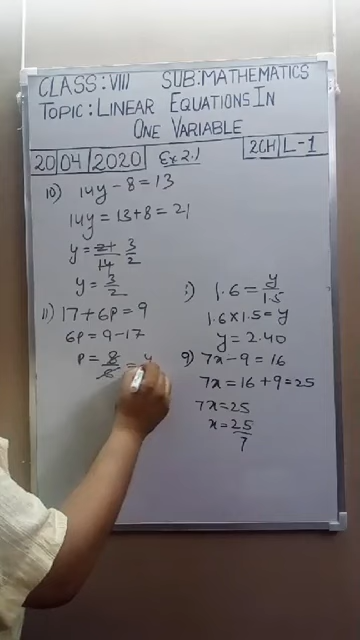 CLASS: VIII SUB: MATHEMATICS
TOPIC: LINEAR EQUATIONS IN
ONE VARIABLE
20 04 2020 Ex 2.1 2CH L-1
10) 14y - 8 = 13
14y = 13 + 8 = 21
y = 21/14 3/2
y = 3/2
11) 17 + 6P = 9
6P = 9 - 17
P = 8/6 = 4
1.6 = y/1.5
1.6 x 1.5 = y
y = 2.40
9) 7x - 9 = 16
7x = 16 + 9 = 25
7x = 25
x = 25/7